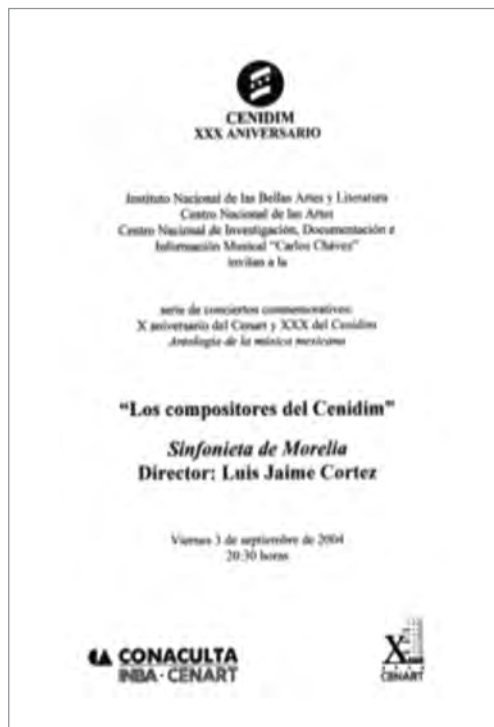 CENIDIM
XXX ANIVERSARIO
Instituto Nacional de las Bellas Artes y Literatura
Centro Nacional de las Artes
Centro Nacional de Investigación, Documentación e
Información Musical "Carlos Chávez"
invitan a la
serie de conciertos conmemorativos:
X aniversario del Cenart y XXX del Cenidim
Antología de la música mexicana
"Los compositores del Cenidim"
Sinfonieta de Morelia
Director: Luis Jaime Cortez
Viernes 3 de septiembre de 2004
20:30 horas
CONACULTA
INBA · CENART
X
CENART